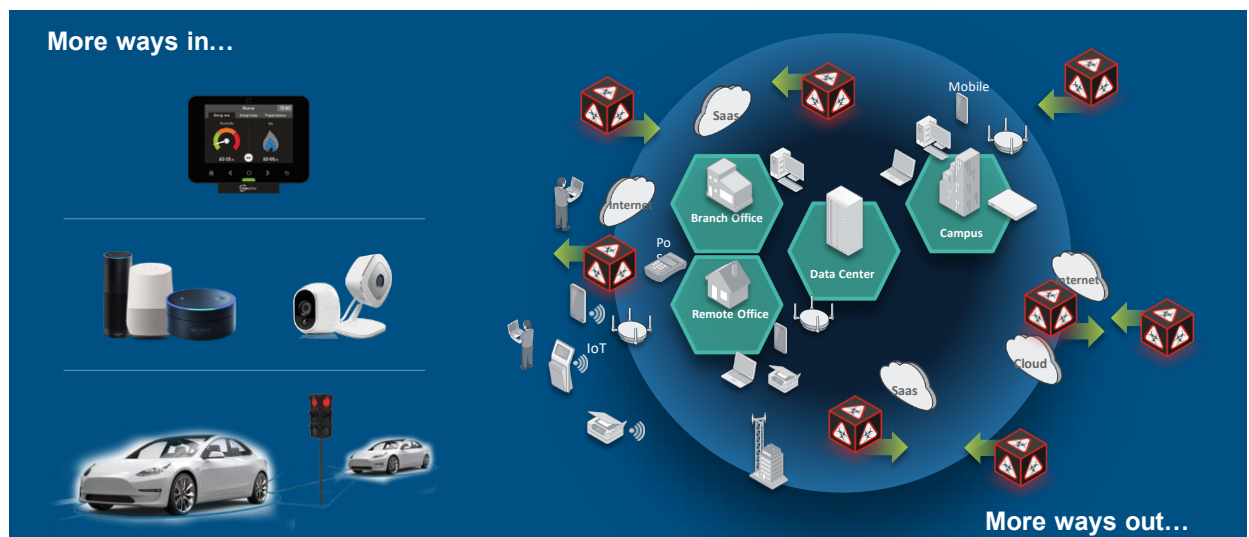 More ways in…
Home
Mobile
Saas
Internet
Branch Office
Campus
Po
Data Center
Internet
Remote Office
IoT
Cloud
Saas
More ways out…